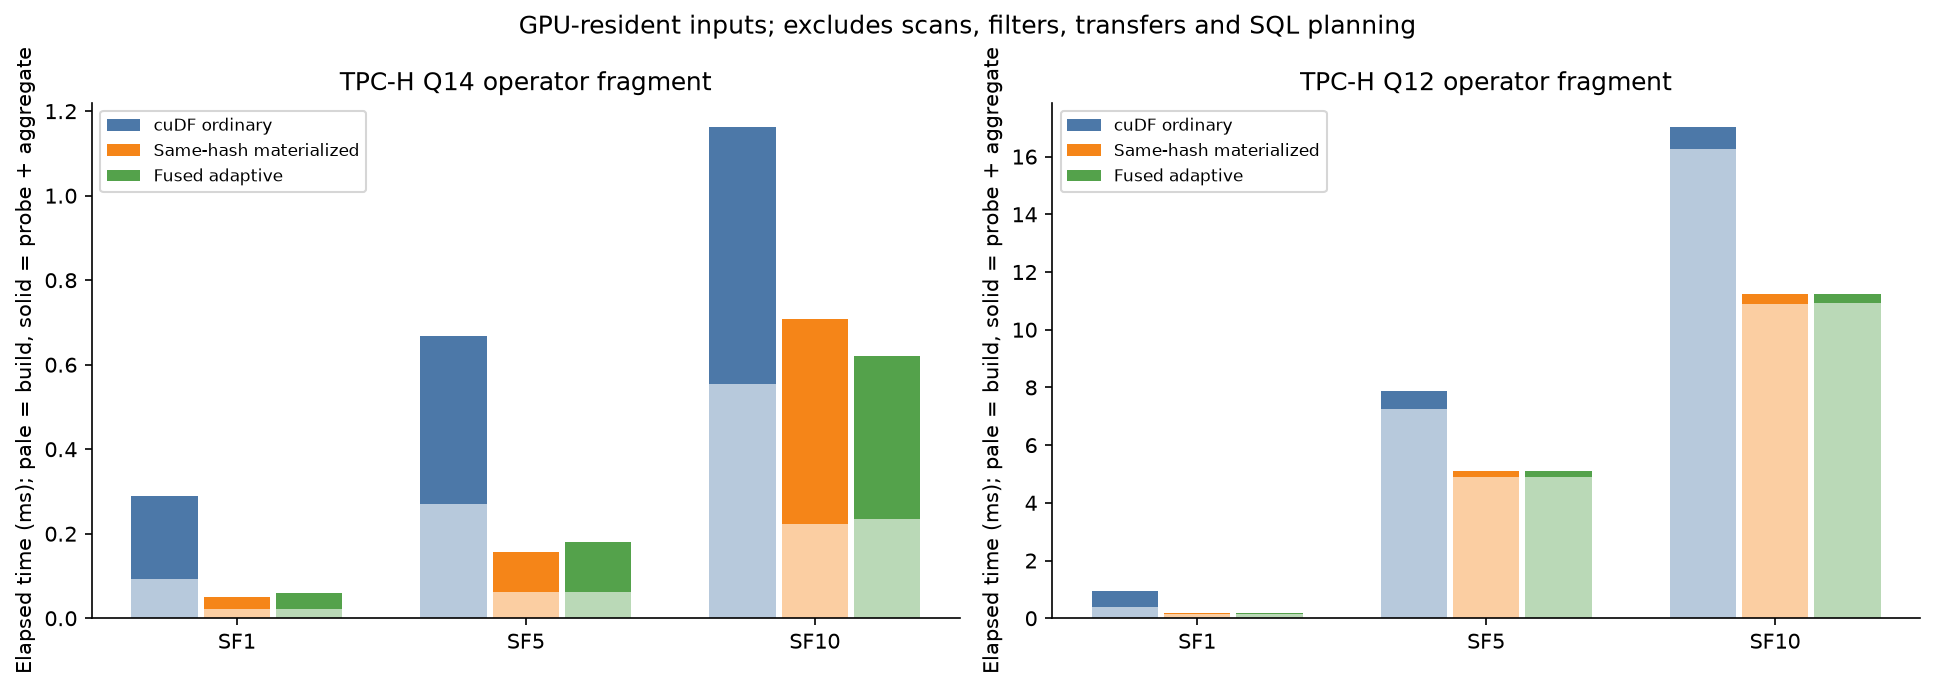 GPU-resident inputs; excludes scans, filters, transfers and SQL planning
TPC-H Q14 operator fragment
Elapsed time (ms); pale = build, solid = probe + aggregate
1.2
1.0
0.8
0.6
0.4
0.2
0.0
cuDF ordinary
Same-hash materialized
Fused adaptive
SF1
SF5
SF10
TPC-H Q12 operator fragment
Elapsed time (ms); pale = build, solid = probe + aggregate
16
14
12
10
8
6
4
2
0
cuDF ordinary
Same-hash materialized
Fused adaptive
SF1
SF5
SF10